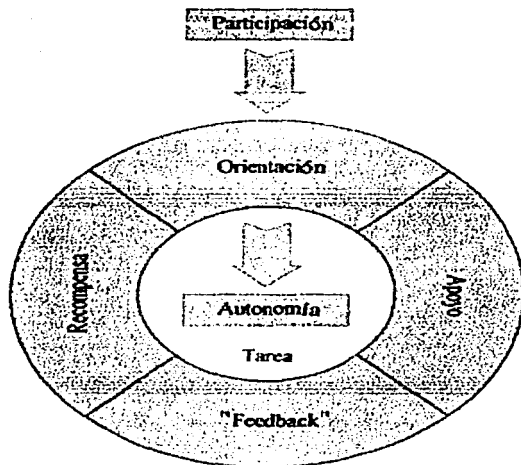 Participación
Orientación
Recompensa
Apoyo
Autonomía
Tarea
"Feedback"